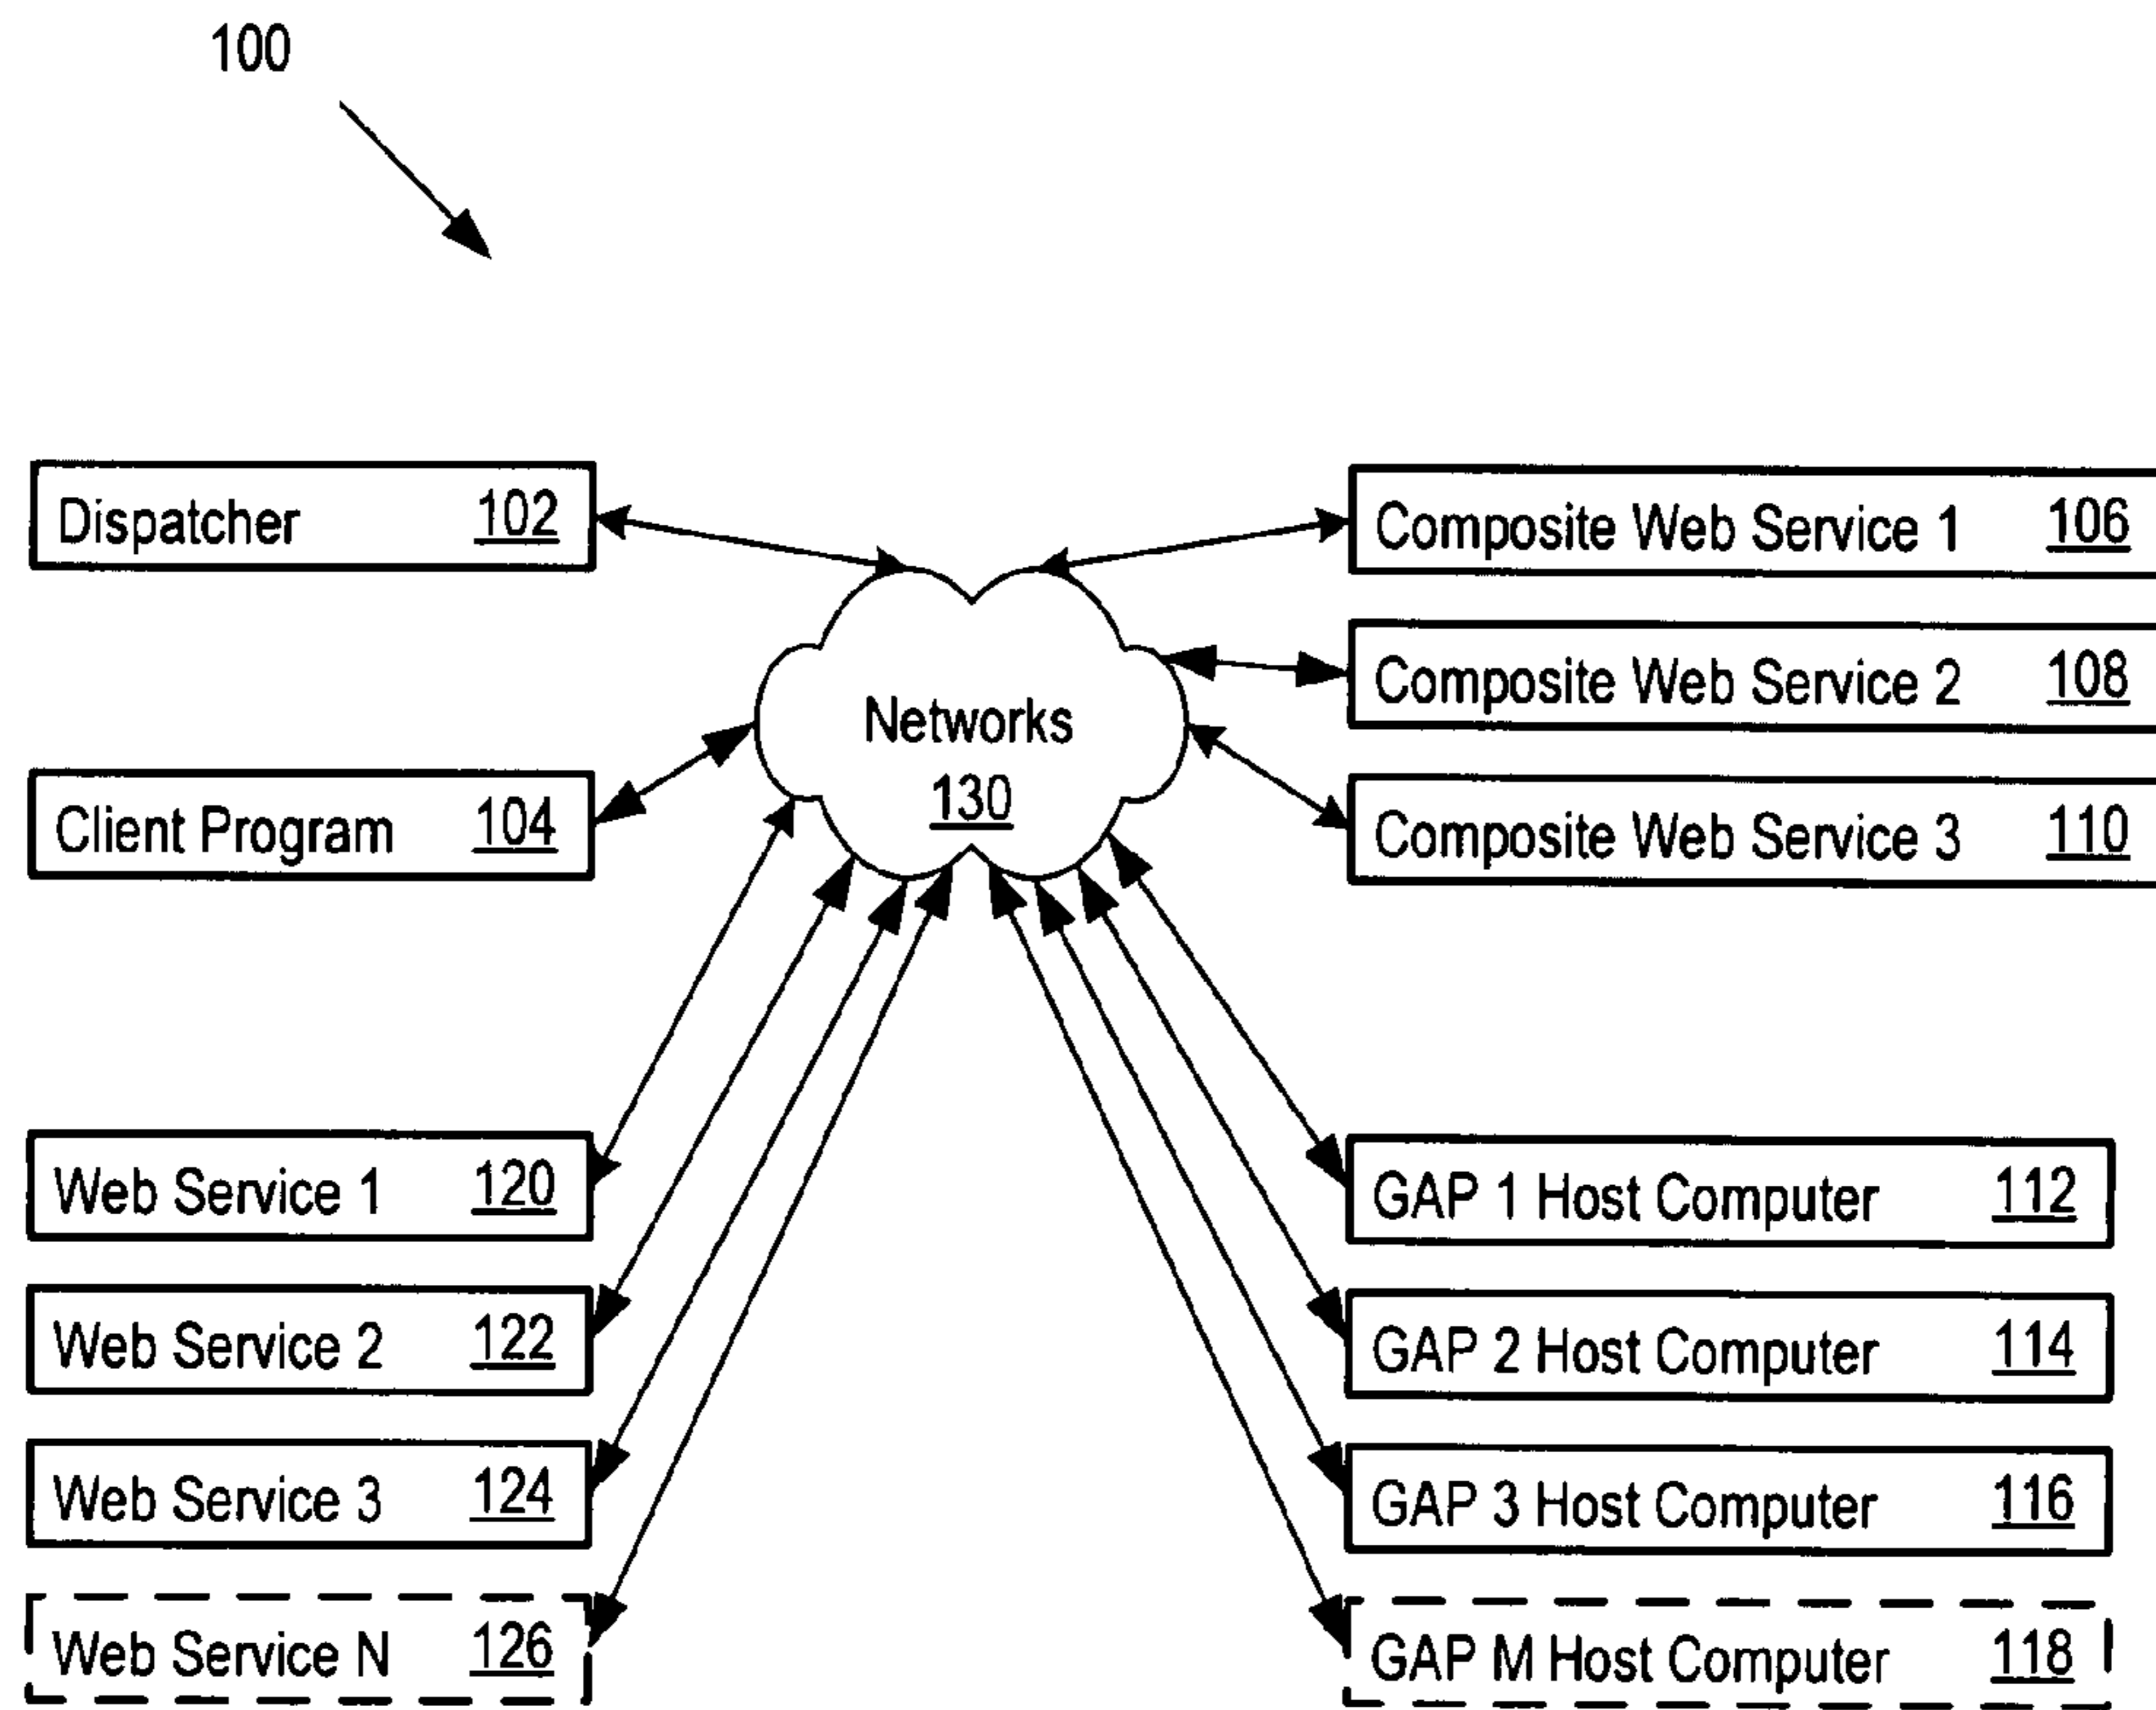 100
Dispatcher 102
Composite Web Service 1 106
Composite Web Service 2 108
Networks
130
Client Program 104
Composite Web Service 3 110
Web Service 1 120
GAP 1 Host Computer 112
Web Service 2 122
GAP 2 Host Computer 114
Web Service 3 124
GAP 3 Host Computer 116
Web Service N 126
GAP M Host Computer 118